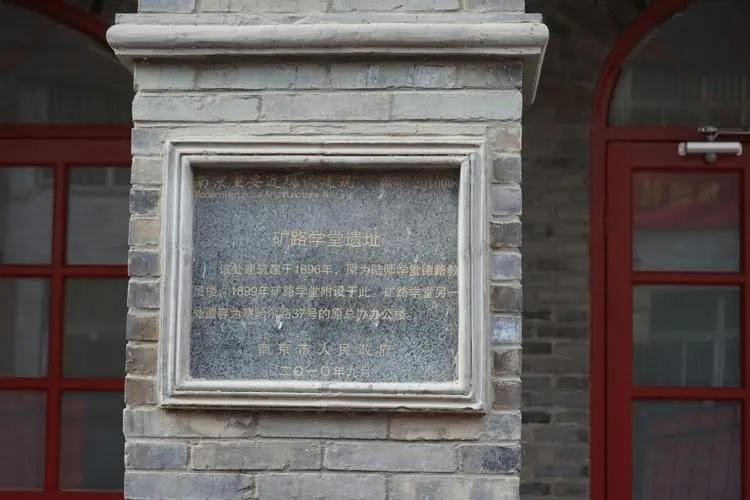 南京重要近现代建筑
Modern Historical Architecture Nanjing
矿路学堂遗址
该处建筑建于1896年，原为陆师学堂德籍教
员楼，1899年矿路学堂附设于此。矿路学堂另一
处遗存为察哈尔路37号的原总办办公楼。
南京市人民政府
二〇一〇年九月